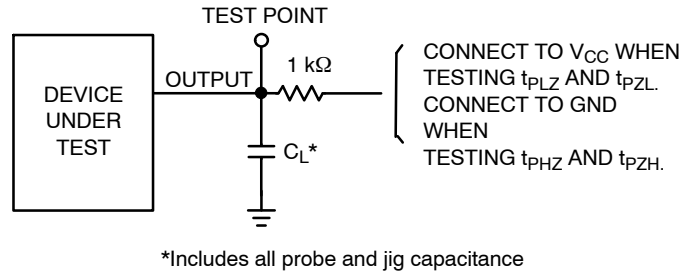 TEST POINT
OUTPUT
1 kΩ
DEVICE
UNDER
TEST
C_L*
CONNECT TO V_CC WHEN
TESTING t_PLZ AND t_PZL.
CONNECT TO GND
WHEN
TESTING t_PHZ AND t_PZH.
*Includes all probe and jig capacitance